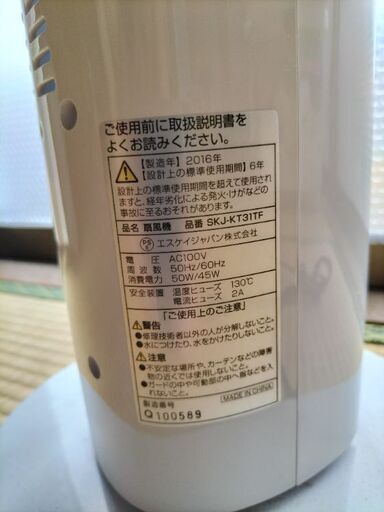 ご使用前に取扱説明書を
よくお読みください。
【製造年】2016年
【設計上の標準使用期間】6年
設計上の標準使用期間を超えて使用され
ますと、経年劣化による発火・けがなどの
事故に至るおそれがあります。
品名 扇風機 品番 SKJ-KT31TF
PS E エスケイジャパン株式会社
電圧 AC100V
周波数 50Hz/60Hz
消費電力 50W/45W
安全装置 温度ヒューズ 130℃
電流ヒューズ 2A
「ご使用上のご注意」
警告
●修理技術者以外の人が分解しないこと。
●水につけたり、水をかけたりしないこと。
注意
●不安定な場所や、カーテンなどの障害
物の近くでは使用しないこと。
●ガードの中や可動部の中へ指などを入
れないこと。 MADE IN CHINA
製造番号
Q100589